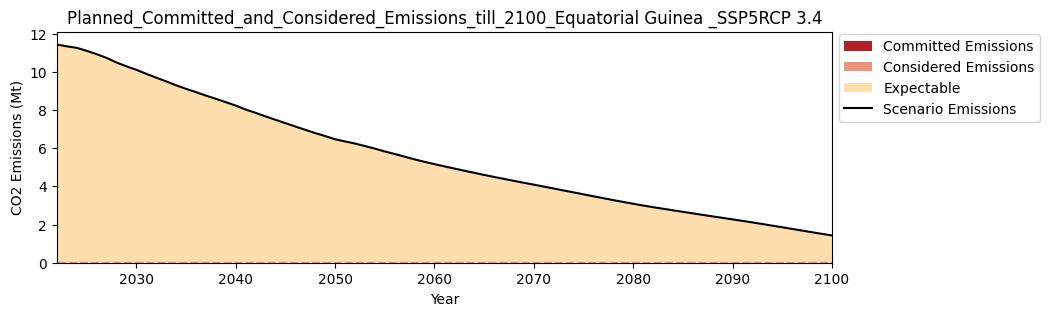 Planned_Committed_and_Considered_Emissions_till_2100_Equatorial Guinea _SSP5RCP 3.4
12
10
8
6
4
2
0
CO2 Emissions (Mt)
2030
2040
2050
2060
2070
2080
2090
2100
Year
Committed Emissions
Considered Emissions
Expectable
Scenario Emissions